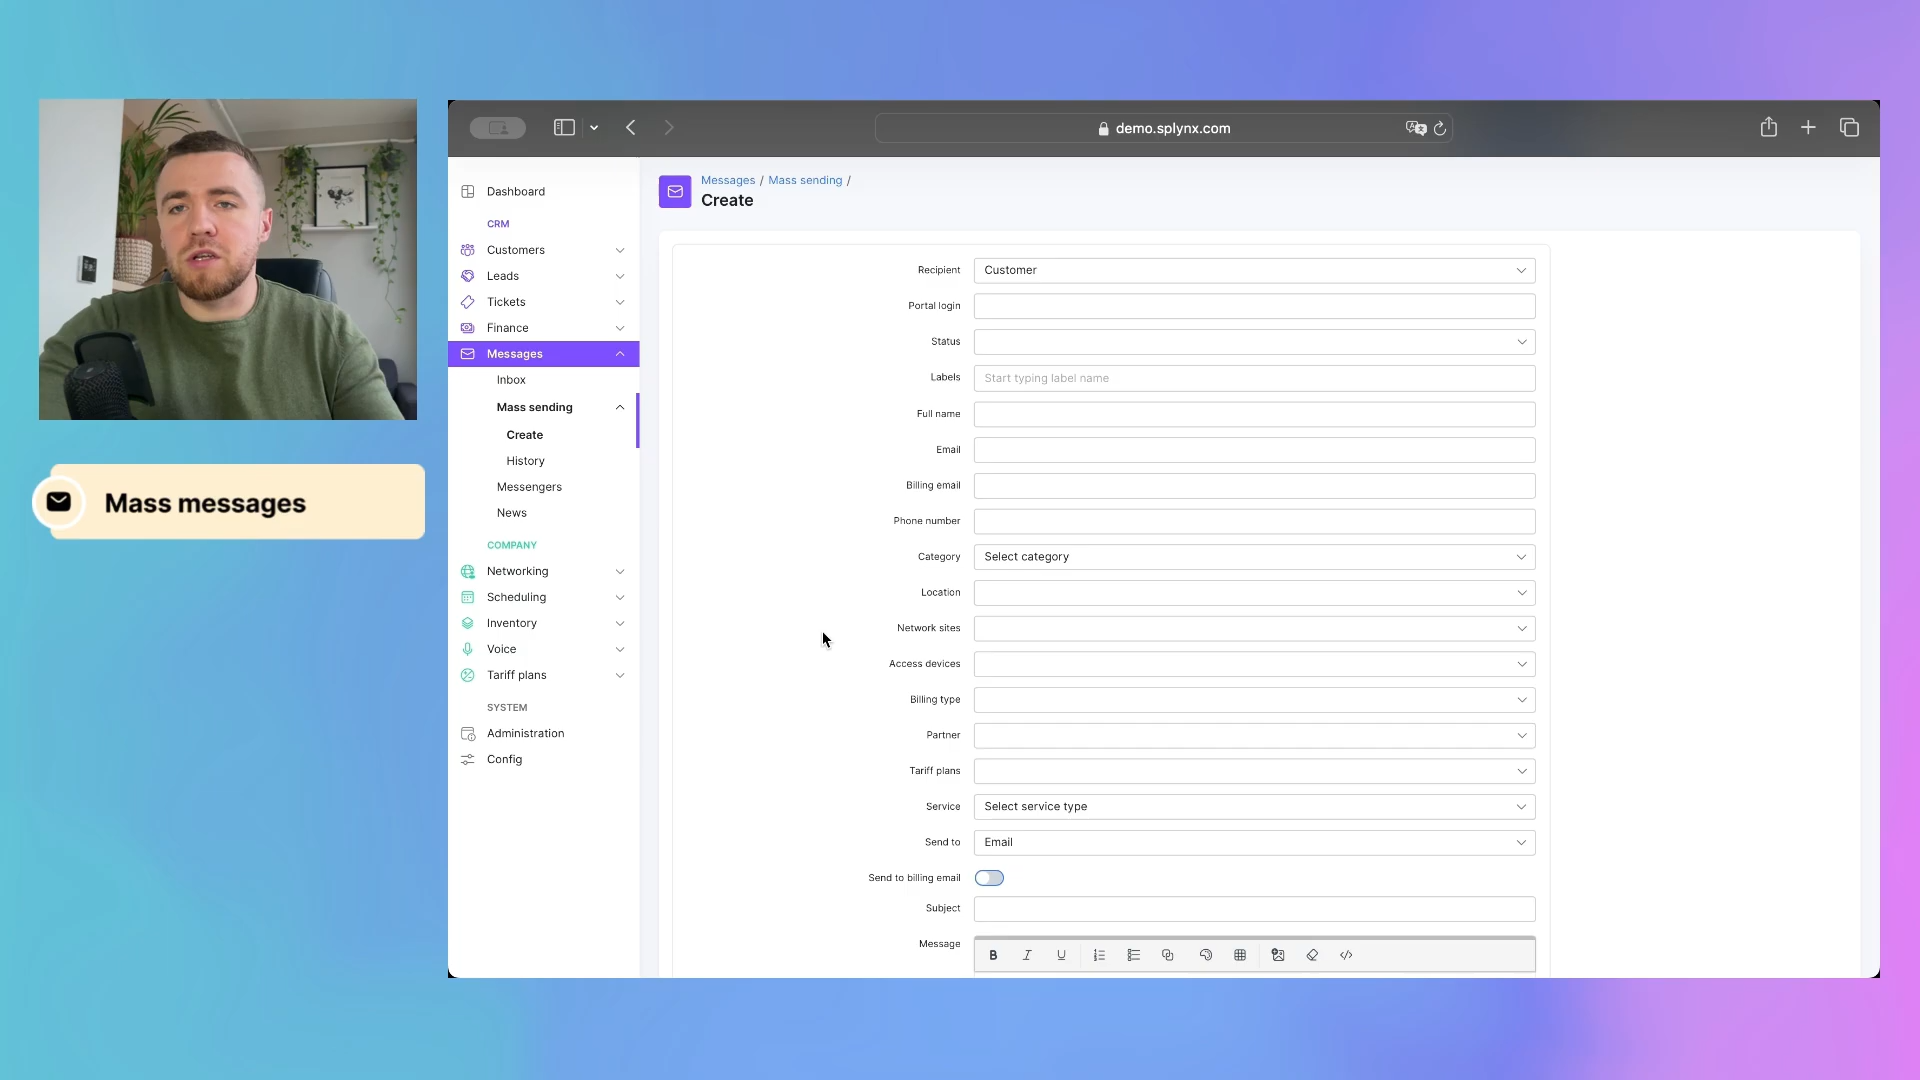 Mass messages
demo.splynx.com
Dashboard
CRM
Customers
Leads
Tickets
Finance
Messages
Inbox
Mass sending
Create
History
Messengers
News
COMPANY
Networking
Scheduling
Inventory
Voice
Tariff plans
SYSTEM
Administration
Config
Messages / Mass sending /
Create
Recipient Customer
Portal login
Status
Labels Start typing label name
Full name
Email
Billing email
Phone number
Category Select category
Location
Network sites
Access devices
Billing type
Partner
Tariff plans
Service Select service type
Send to Email
Send to billing email
Subject
Message
B I U